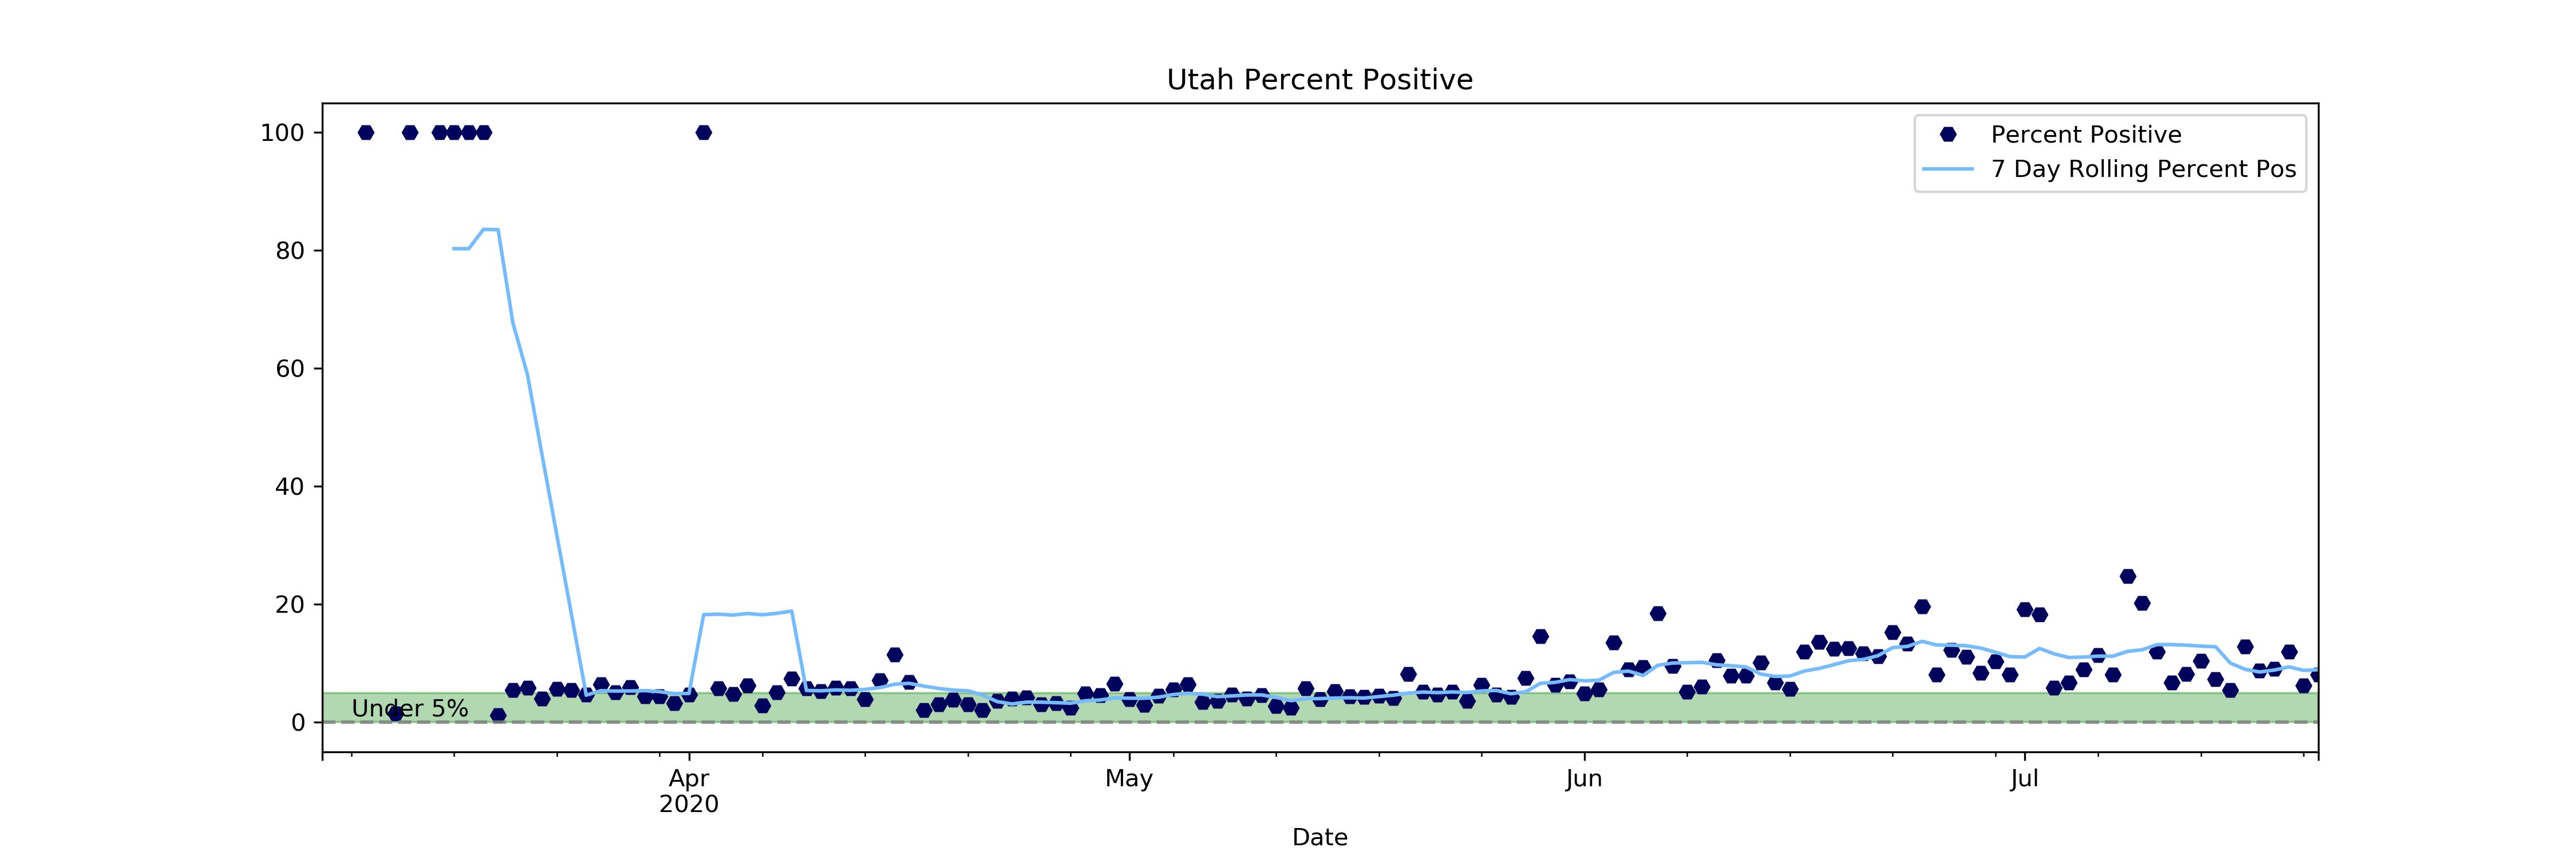 Utah Percent Positive
100
80
60
40
20
0
Percent Positive
7 Day Rolling Percent Pos
Under 5%
Apr
2020
May
Jun
Jul
Date